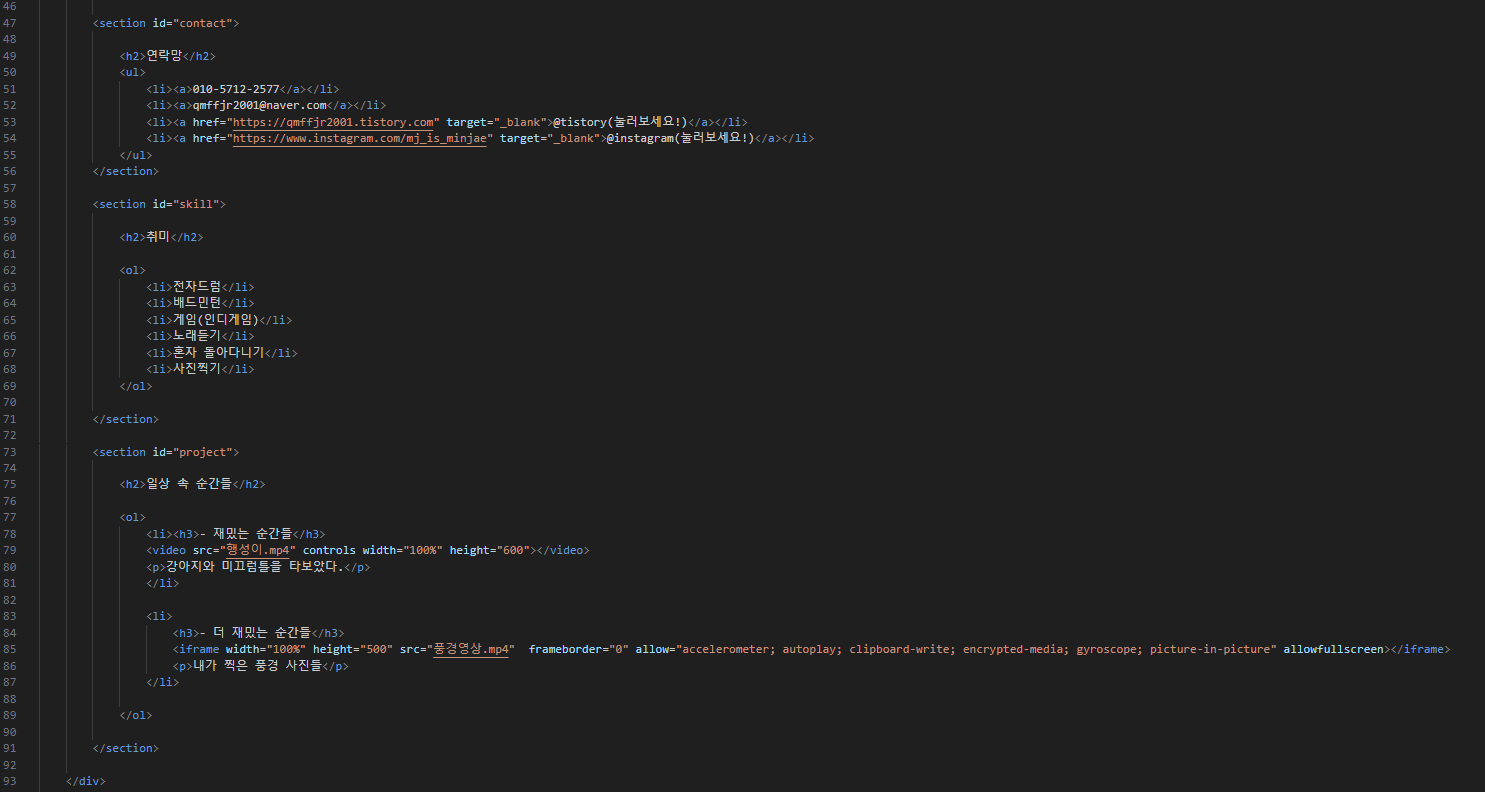 46
47 <section id="contact">
48
49 <h2>연락망</h2>
50 <ul>
51 <li><a>010-5712-2577</a></li>
52 <li><a>qmffjr2001@naver.com</a></li>
53 <li><a href="https://qmffjr2001.tistory.com" target="_blank">@tistory(눌러보세요!)</a></li>
54 <li><a href="https://www.instagram.com/mj_is_minjae" target="_blank">@instagram(눌러보세요!)</a></li>
55 </ul>
56 </section>
57
58 <section id="skill">
59
60 <h2>취미</h2>
61
62 <ol>
63 <li>전자드럼</li>
64 <li>배드민턴</li>
65 <li>게임(인디게임)</li>
66 <li>노래듣기</li>
67 <li>혼자 돌아다니기</li>
68 <li>사진찍기</li>
69 </ol>
70
71 </section>
72
73 <section id="project">
74
75 <h2>일상 속 순간들</h2>
76
77 <ol>
78 <li><h3>- 재밌는 순간들</h3>
79 <video src="행성이.mp4" controls width="100%" height="600"></video>
80 <p>강아지와 미끄럼틀을 타보았다.</p>
81 </li>
82
83 <li>
84 <h3>- 더 재밌는 순간들</h3>
85 <iframe width="100%" height="500" src="풍경영상.mp4"  frameborder="0" allow="accelerometer; autoplay; clipboard-write; encrypted-media; gyroscope; picture-in-picture" allowfullscreen></iframe>
86 <p>내가 찍은 풍경 사진들</p>
87 </li>
88
89 </ol>
90
91 </section>
92
93 </div>